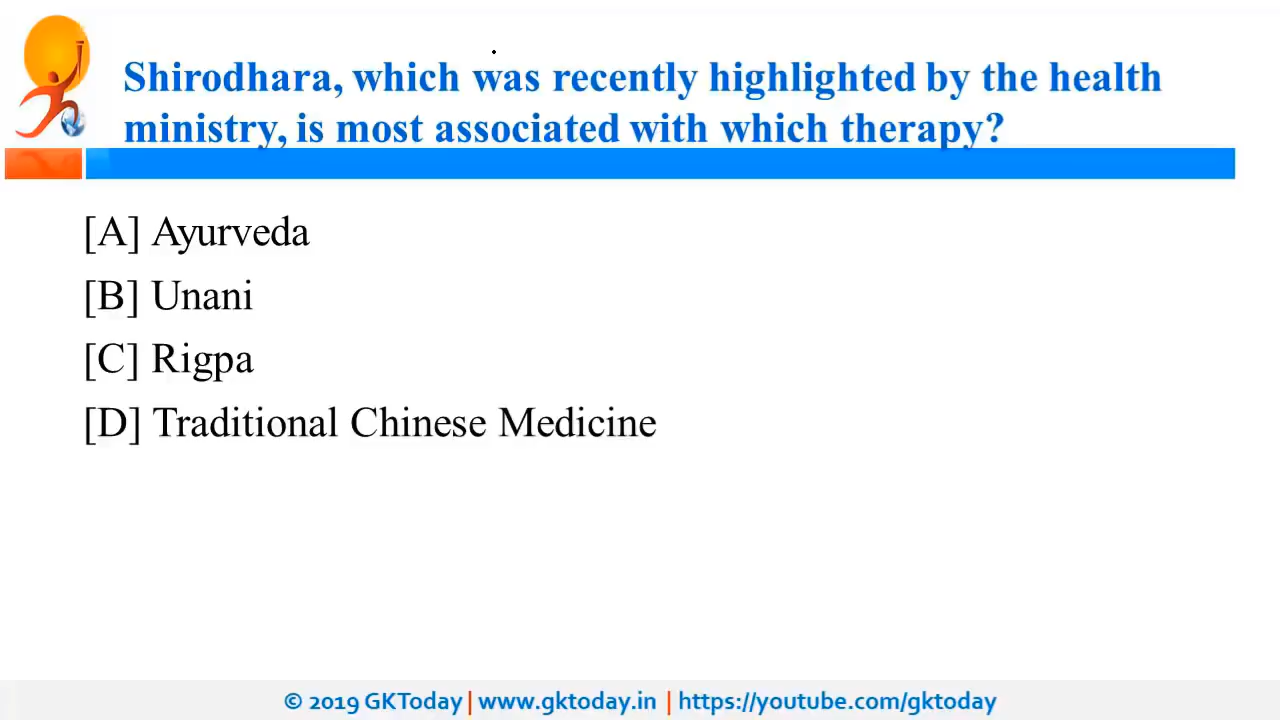 Shirodhara, which was recently highlighted by the health
ministry, is most associated with which therapy?
[A] Ayurveda
[B] Unani
[C] Rigpa
[D] Traditional Chinese Medicine
© 2019 GKToday | www.gktoday.in | https://youtube.com/gktoday